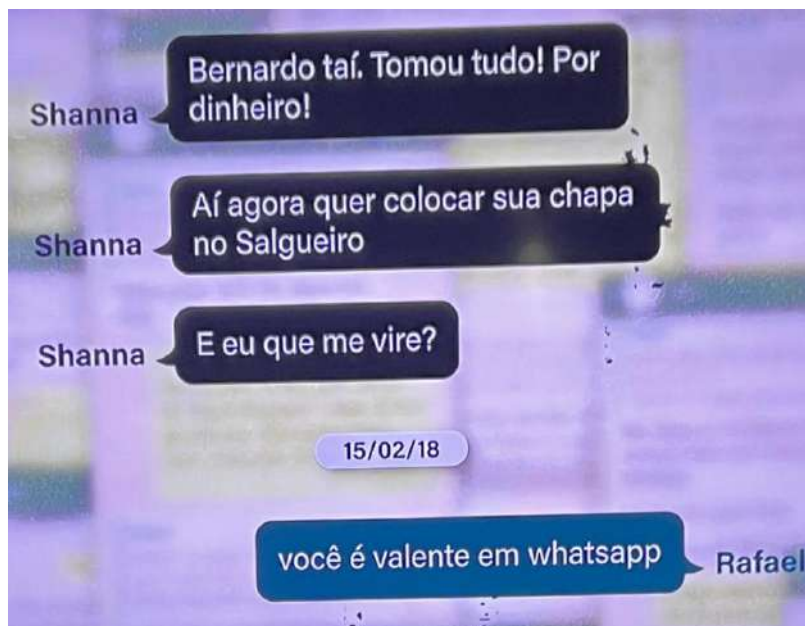 Bernardo taí. Tomou tudo! Por
Shanna
dinheiro!
Aí agora quer colocar sua chapa
Shanna
no Salgueiro
Shanna
E eu que me vire?
15/02/18
você é valente em whatsapp
Rafael